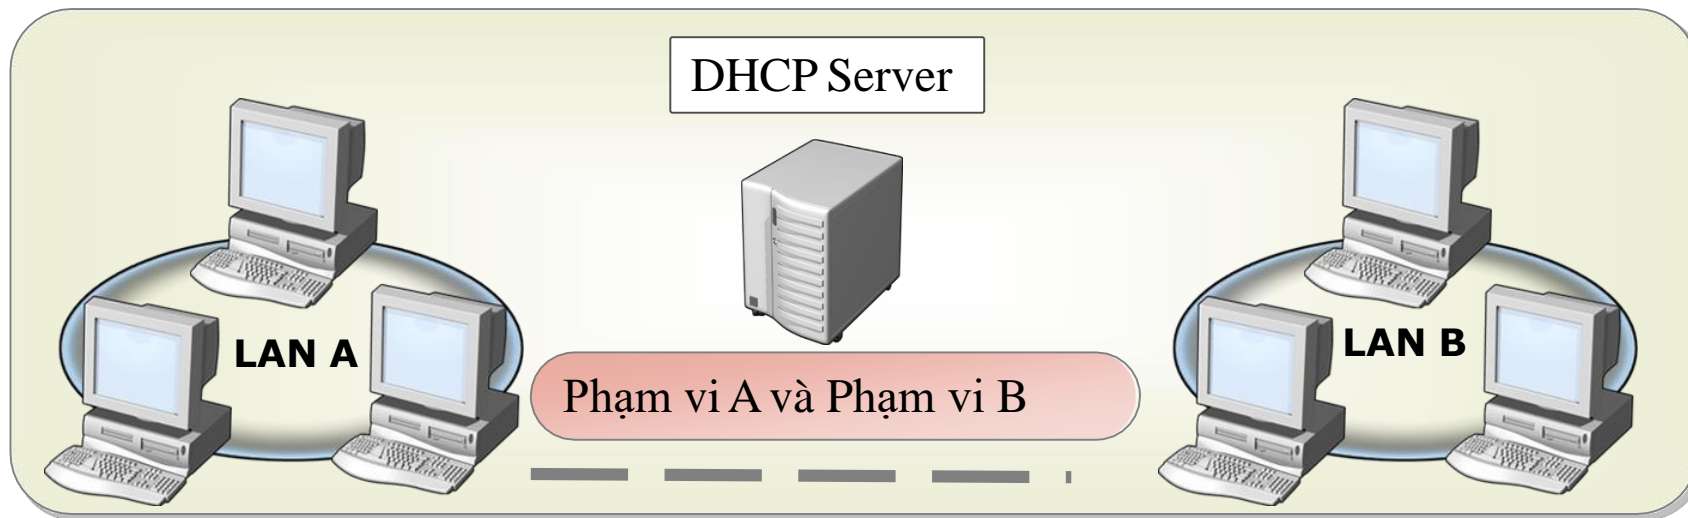 DHCP Server
LAN A
LAN B
Phạm vi A và Phạm vi B